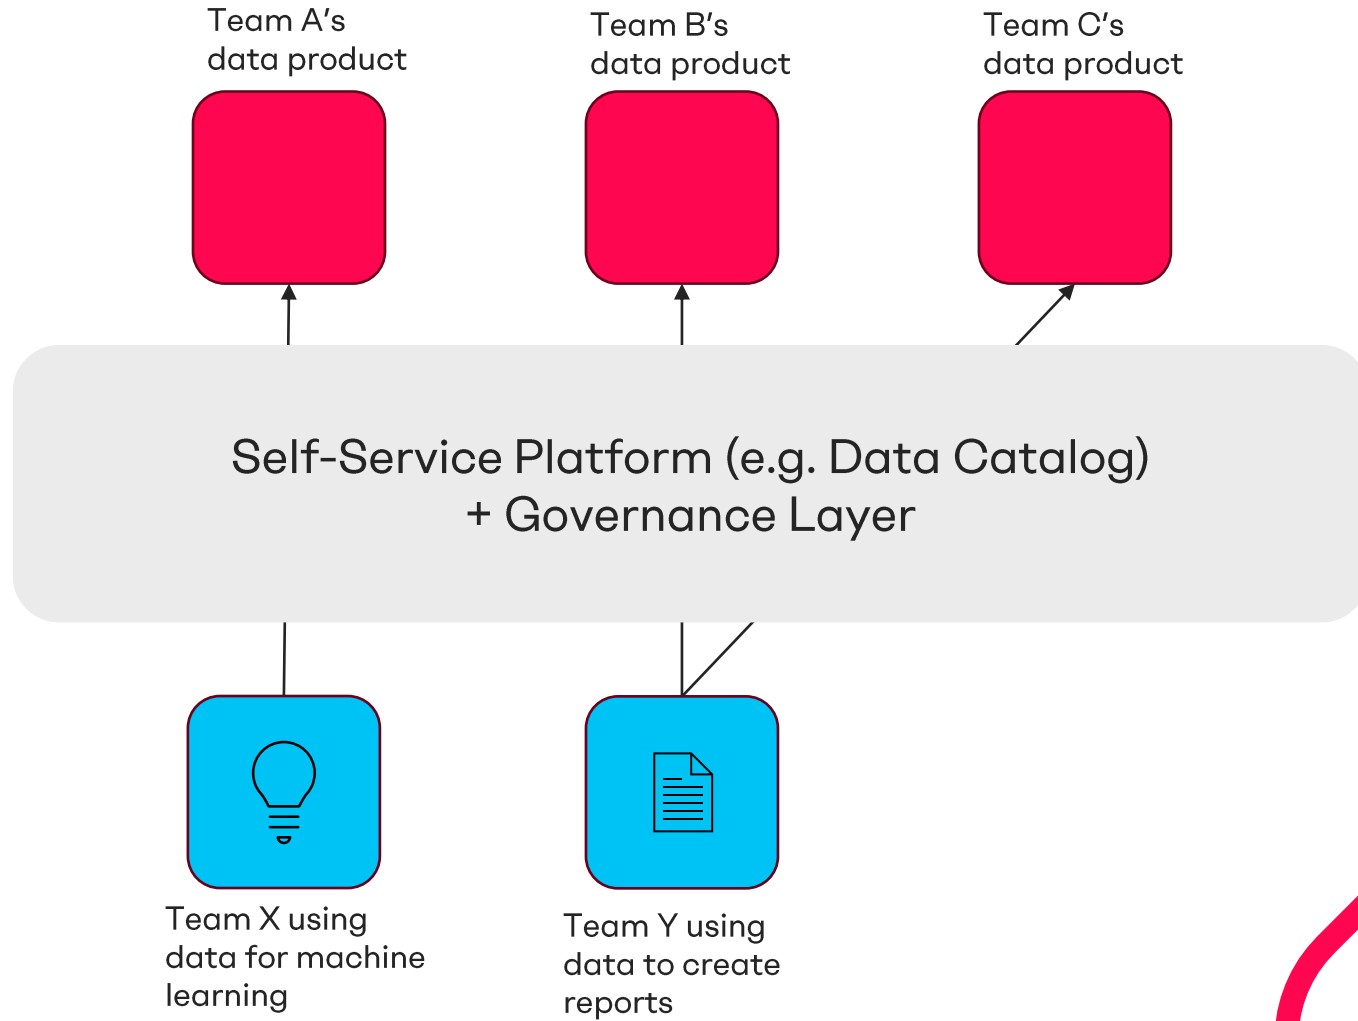 Team A’s
data product
Team B’s
data product
Team C’s
data product
Self-Service Platform (e.g. Data Catalog)
+ Governance Layer
Team X using
data for machine
learning
Team Y using
data to create
reports